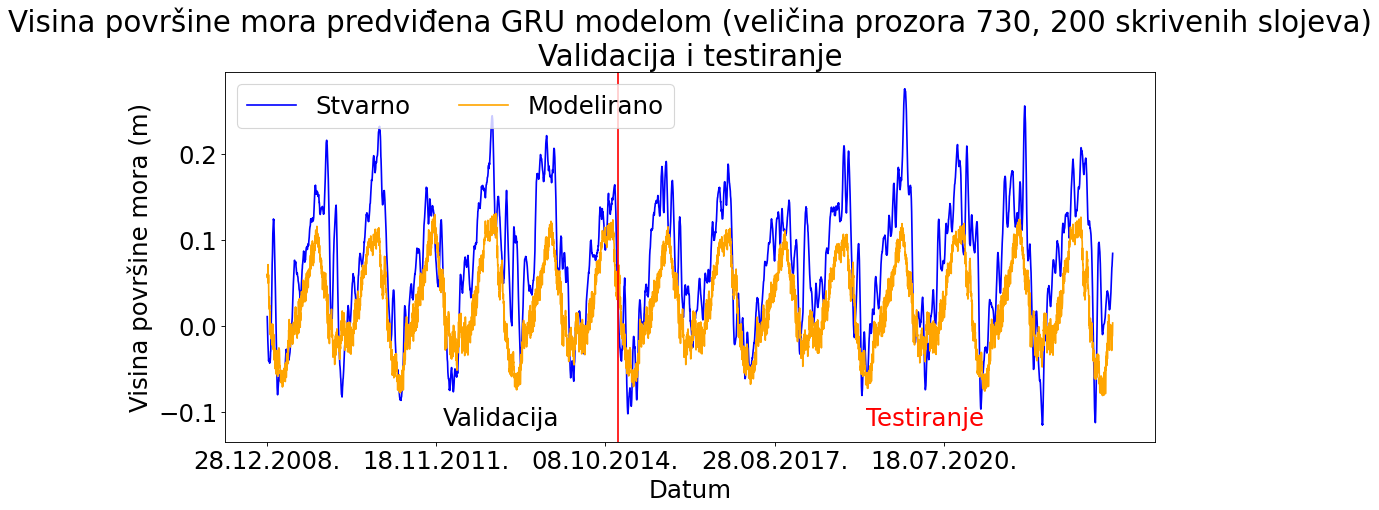 Visina površine mora predviđena GRU modelom (veličina prozora 730, 200 skrivenih slojeva)
Validacija i testiranje
Stvarno
Modelirano
Visina površine mora (m)
0.2
0.1
0.0
−0.1
Validacija
Testiranje
28.12.2008.
18.11.2011.
08.10.2014.
28.08.2017.
18.07.2020.
Datum